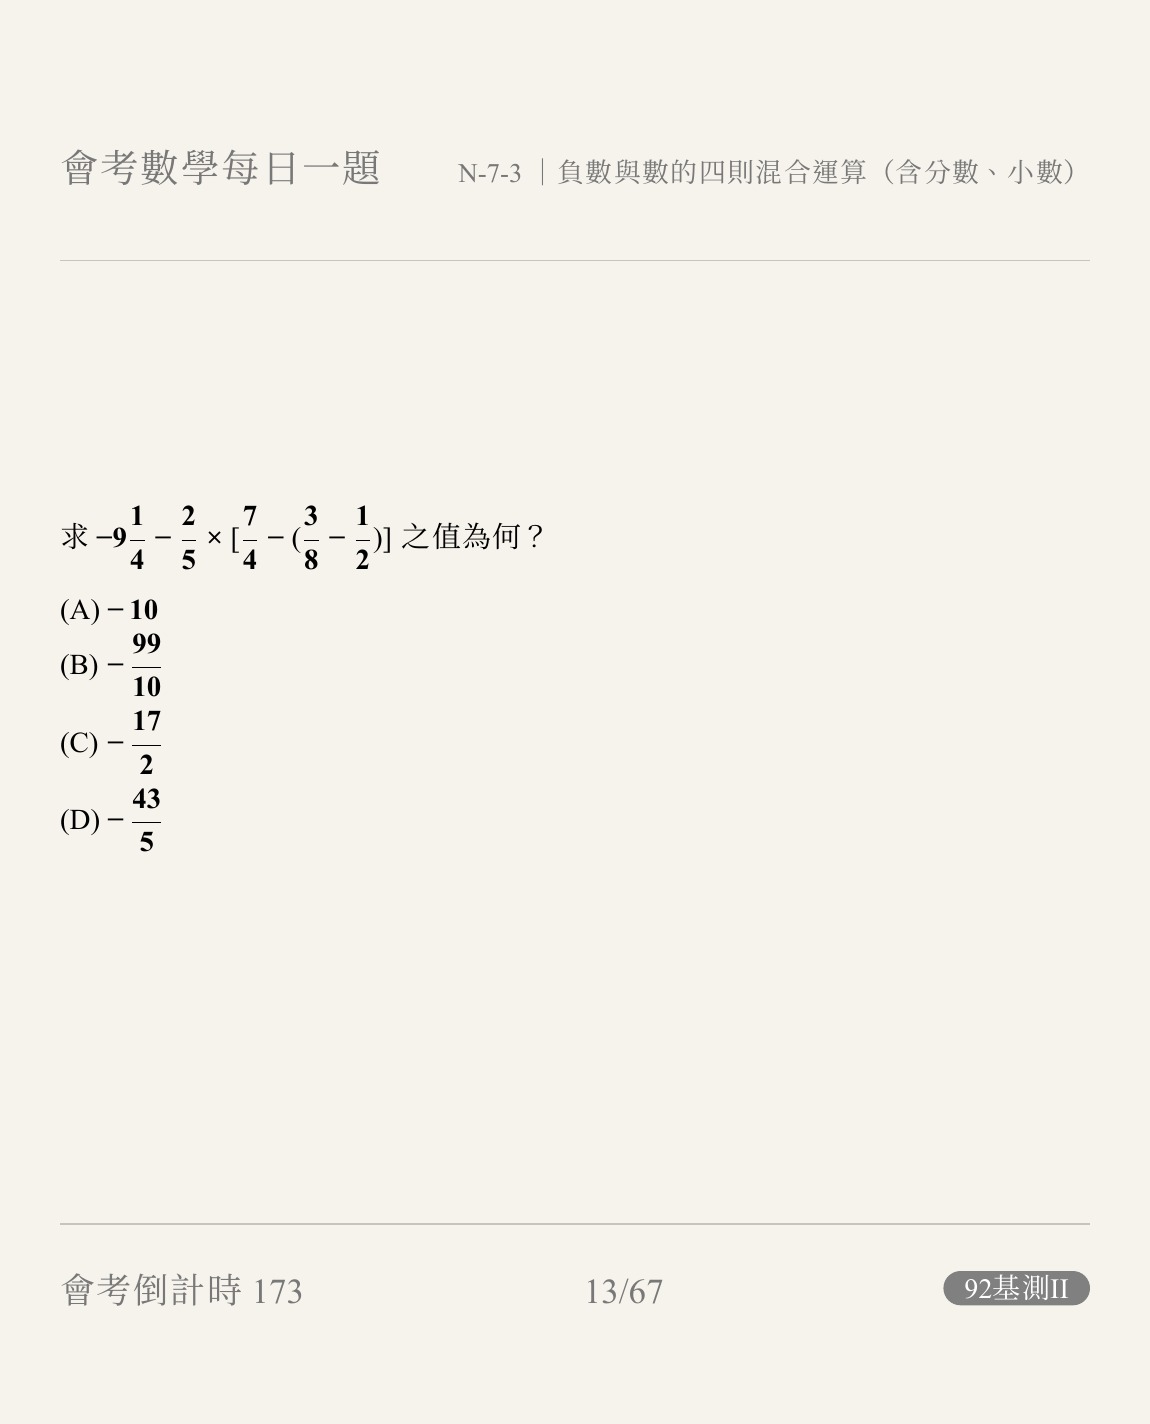 會考數學每日一題
N-7-3｜負數與數的四則混合運算（含分數、小數）
求 −9 1/4 − 2/5 × [7/4 − (3/8 − 1/2)] 之值為何？
(A) − 10
(B) − 99/10
(C) − 17/2
(D) − 43/5
會考倒計時 173
13/67
92基測II